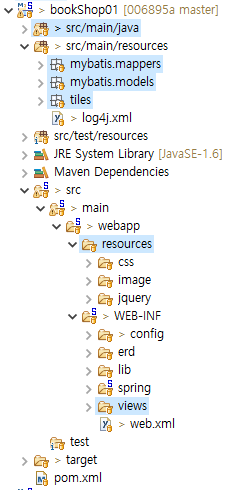 bookShop01 [006895a master]
> src/main/java
> src/main/resources
mybatis.mappers
mybatis.models
tiles
> log4j.xml
src/test/resources
JRE System Library [JavaSE-1.6]
Maven Dependencies
> src
> main
> webapp
resources
css
image
jquery
> WEB-INF
> config
erd
lib
spring
views
> web.xml
test
> target
pom.xml